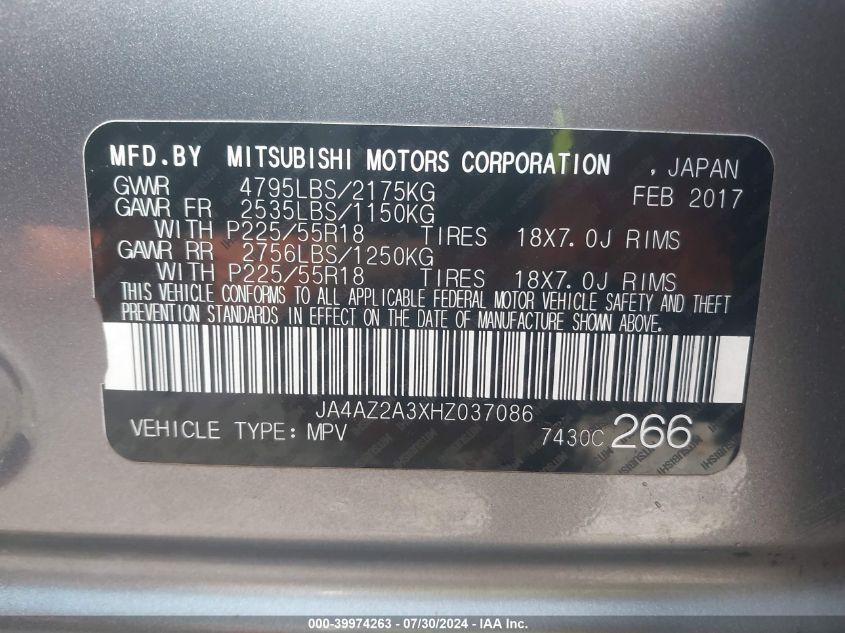 MFD.BY MITSUBISHI MOTORS CORPORATION , JAPAN
GVWR 4795LBS/2175KG FEB 2017
GAWR FR 2535LBS/1150KG
WITH P225/55R18 TIRES 18X7.0J RIMS
GAWR RR 2756LBS/1250KG
WITH P225/55R18 TIRES 18X7.0J RIMS
THIS VEHICLE CONFORMS TO ALL APPLICABLE FEDERAL MOTOR VEHICLE SAFETY AND THEFT
PREVENTION STANDARDS IN EFFECT ON THE DATE OF MANUFACTURE SHOWN ABOVE.
JA4AZ2A3XHZ037086
VEHICLE TYPE: MPV 7430C 266
000-39974263 - 07/30/2024 - IAA Inc.